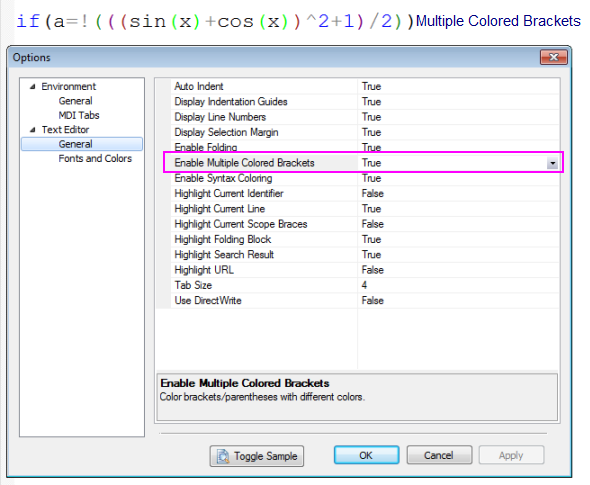 if(a=!(((sin(x)+cos(x))^2+1)/2))Multiple Colored Brackets
Options
Environment
General
MDI Tabs
Text Editor
General
Fonts and Colors
Auto Indent True
Display Indentation Guides True
Display Line Numbers True
Display Selection Margin True
Enable Folding True
Enable Multiple Colored Brackets True
Enable Syntax Coloring True
Highlight Current Identifier False
Highlight Current Line True
Highlight Current Scope Braces False
Highlight Folding Block True
Highlight Search Result True
Highlight URL False
Tab Size 4
Use DirectWrite False
Enable Multiple Colored Brackets
Color brackets/parentheses with different colors.
Toggle Sample OK Cancel Apply